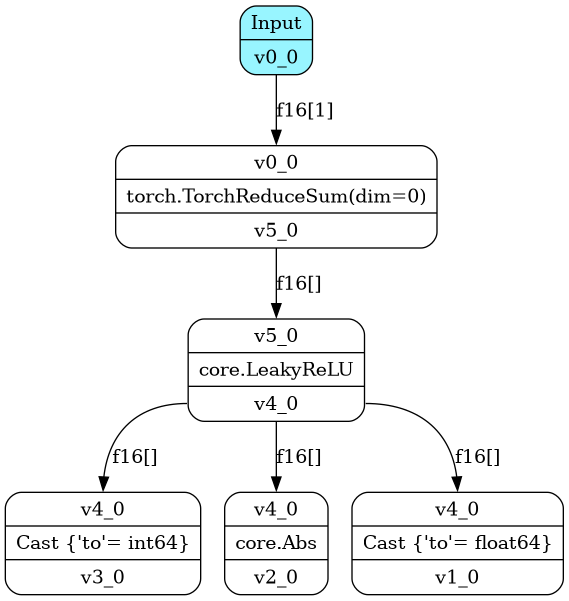 Input
v0_0
f16[1]
v0_0
torch.TorchReduceSum(dim=0)
v5_0
f16[]
v5_0
core.LeakyReLU
v4_0
f16[]
f16[]
f16[]
v4_0
Cast {'to'= int64}
v3_0
v4_0
core.Abs
v2_0
v4_0
Cast {'to'= float64}
v1_0